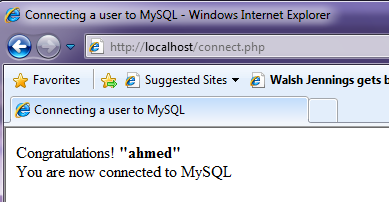 Connecting a user to MySQL - Windows Internet Explorer
http://localhost/connect.php
Favorites Suggested Sites Walsh Jennings gets b
Connecting a user to MySQL
Congratulations! "ahmed"
You are now connected to MySQL